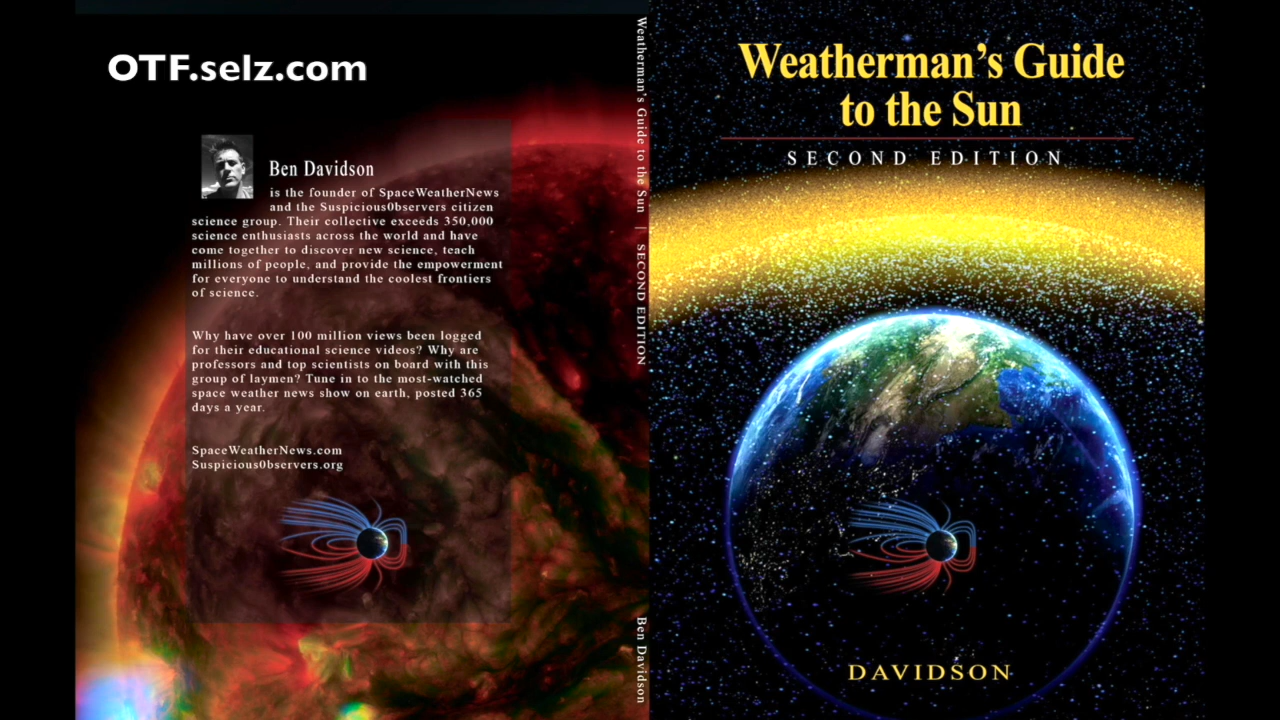 OTF.selz.com
Ben Davidson
is the founder of SpaceWeatherNews
and the Suspicious0bservers citizen
science group. Their collective exceeds 350,000
science enthusiasts across the world and have
come together to discover new science, teach
millions of people, and provide the empowerment
for everyone to understand the coolest frontiers
of science.
Why have over 100 million views been logged
for their educational science videos? Why are
professors and top scientists on board with this
group of laymen? Tune in to the most-watched
space weather news show on earth, posted 365
days a year.
SpaceWeatherNews.com
Suspicious0bservers.org
Weatherman's Guide to the Sun | SECOND EDITION
Ben Davidson
Weatherman's Guide
to the Sun
SECOND EDITION
DAVIDSON